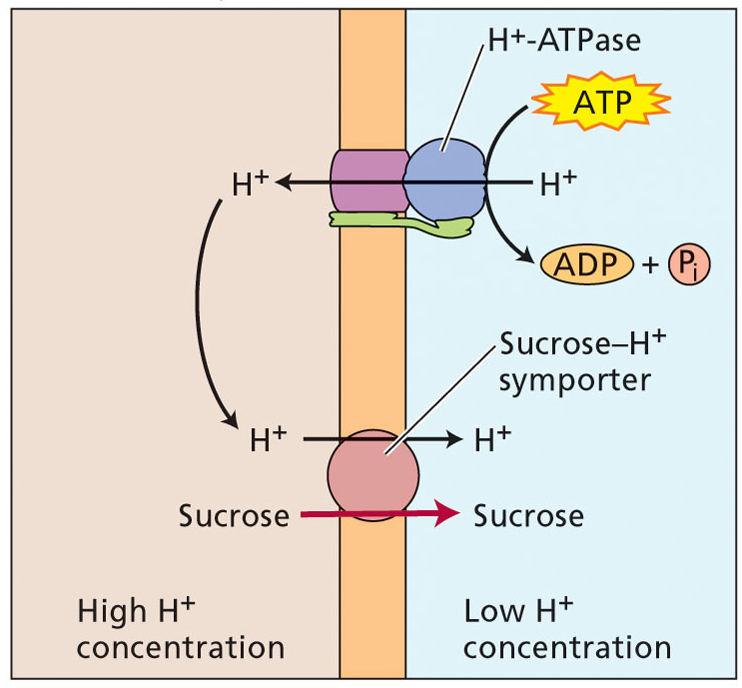 H+-ATPase
ATP
H+
H+
ADP + Pi
Sucrose–H+
symporter
H+
H+
Sucrose
Sucrose
High H+
concentration
Low H+
concentration